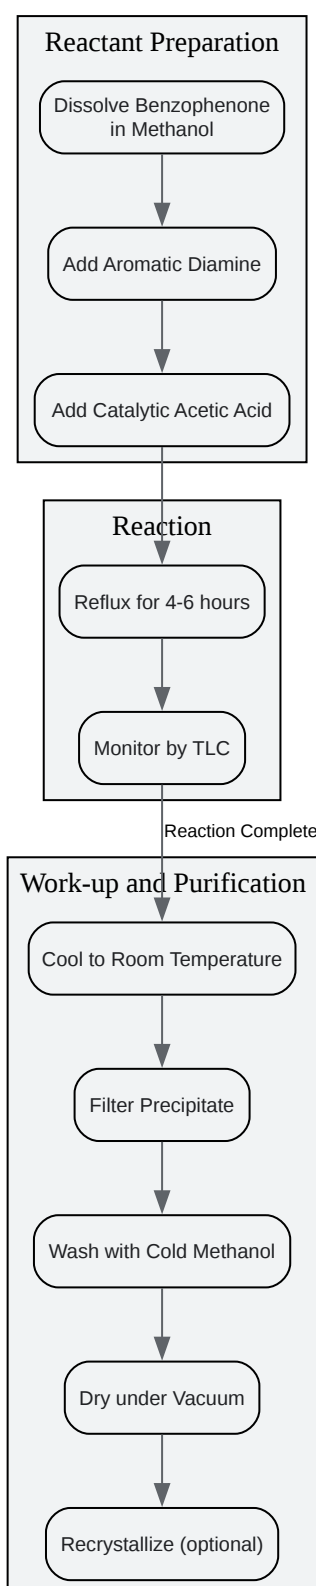 Reactant Preparation
Dissolve Benzophenone
in Methanol
Add Aromatic Diamine
Add Catalytic Acetic Acid
Reaction
Reflux for 4-6 hours
Monitor by TLC
Reaction Complete
Work-up and Purification
Cool to Room Temperature
Filter Precipitate
Wash with Cold Methanol
Dry under Vacuum
Recrystallize (optional)